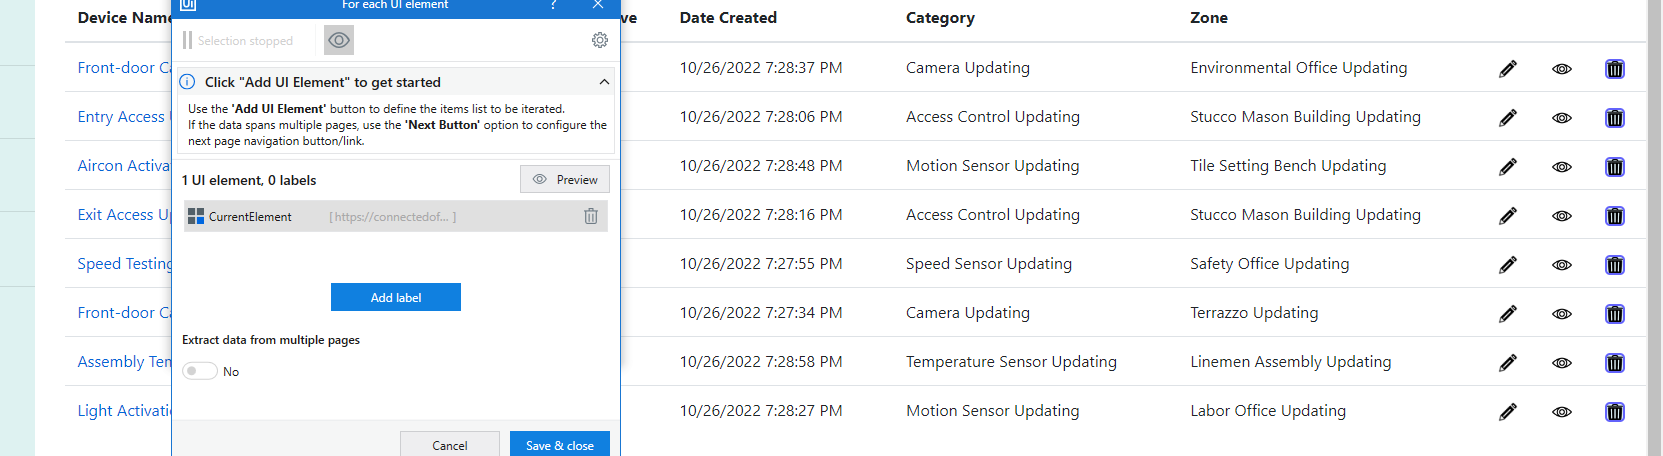 Device Name
ve
Date Created
Category
Zone
Ui
For each UI element
?
Selection stopped
Click "Add UI Element" to get started
Use the 'Add UI Element' button to define the items list to be iterated.
If the data spans multiple pages, use the 'Next Button' option to configure the
next page navigation button/link.
1 UI element, 0 labels
Preview
CurrentElement [ https://connectedof... ]
Add label
Extract data from multiple pages
No
Cancel
Save & close
Front-door Ca
10/26/2022 7:28:37 PM
Camera Updating
Environmental Office Updating
Entry Access
10/26/2022 7:28:06 PM
Access Control Updating
Stucco Mason Building Updating
Aircon Activa
10/26/2022 7:28:48 PM
Motion Sensor Updating
Tile Setting Bench Updating
Exit Access Up
10/26/2022 7:28:16 PM
Access Control Updating
Stucco Mason Building Updating
Speed Testing
10/26/2022 7:27:55 PM
Speed Sensor Updating
Safety Office Updating
Front-door Ca
10/26/2022 7:27:34 PM
Camera Updating
Terrazzo Updating
Assembly Tem
10/26/2022 7:28:58 PM
Temperature Sensor Updating
Linemen Assembly Updating
Light Activati
10/26/2022 7:28:27 PM
Motion Sensor Updating
Labor Office Updating